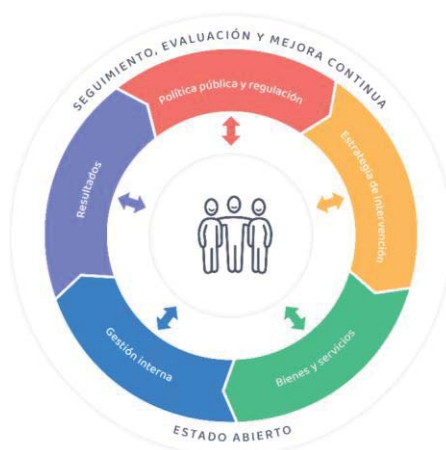 SEGUIMIENTO, EVALUACIÓN Y MEJORA CONTINUA
Política pública y regulación
Estrategia de intervención
Bienes y servicios
Gestión interna
Resultados
ESTADO ABIERTO